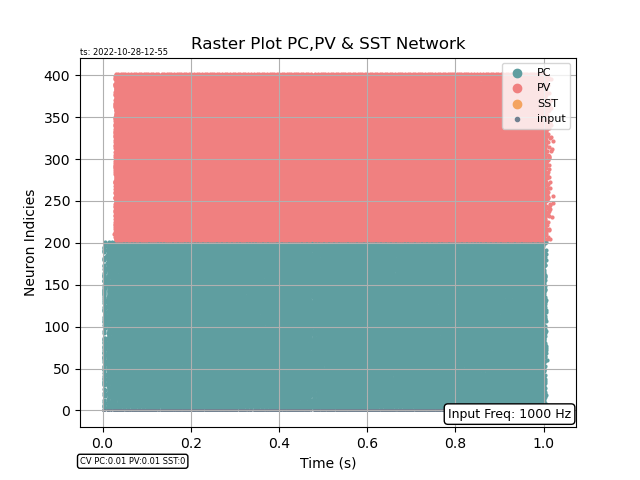 ts: 2022-10-28-12-55
Raster Plot PC,PV & SST Network
PC
PV
SST
input
400
350
300
250
200
150
100
50
0
Neuron Indicies
Input Freq: 1000 Hz
0.0 0.2 0.4 0.6 0.8 1.0
CV PC:0.01 PV:0.01 SST:0
Time (s)